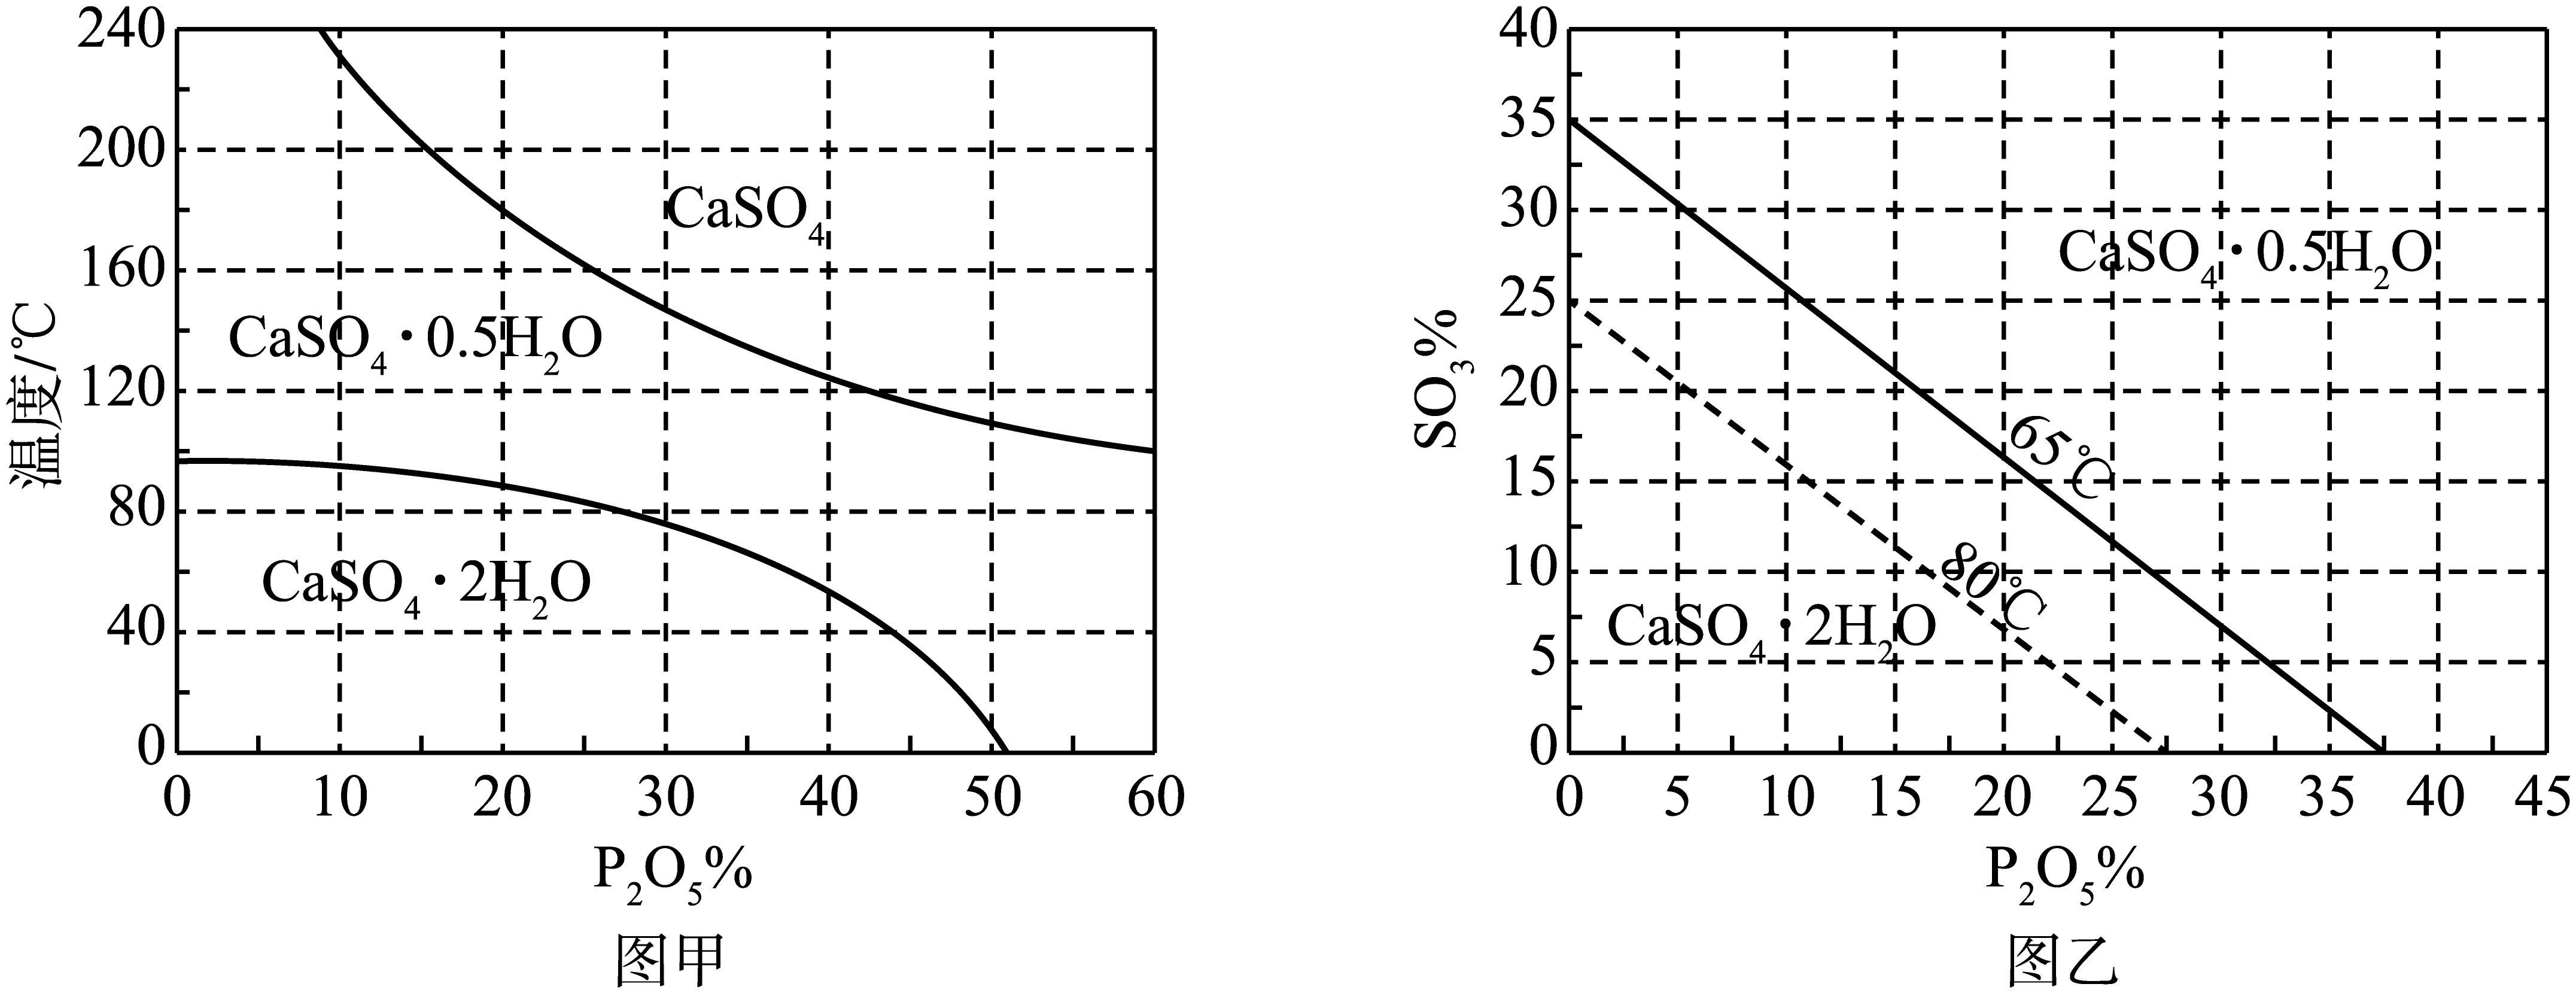 240
200
160
120
80
40
0
温度/℃
CaSO₄
CaSO₄·0.5H₂O
CaSO₄·2H₂O
0 10 20 30 40 50 60
P₂O₅%
图甲
40
35
30
25
20
15
10
5
0
SO₃%
CaSO₄·0.5H₂O
65℃
80℃
CaSO₄·2H₂O
0 5 10 15 20 25 30 35 40 45
P₂O₅%
图乙